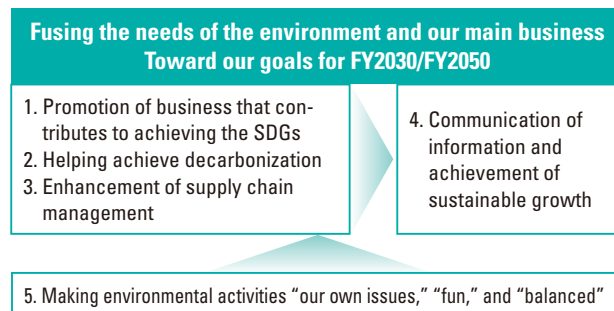 Fusing the needs of the environment and our main business
Toward our goals for FY2030/FY2050
1. Promotion of business that con-
tributes to achieving the SDGs
2. Helping achieve decarbonization
3. Enhancement of supply chain
management
4. Communication of
information and
achievement of
sustainable growth
5. Making environmental activities “our own issues,” “fun,” and “balanced”